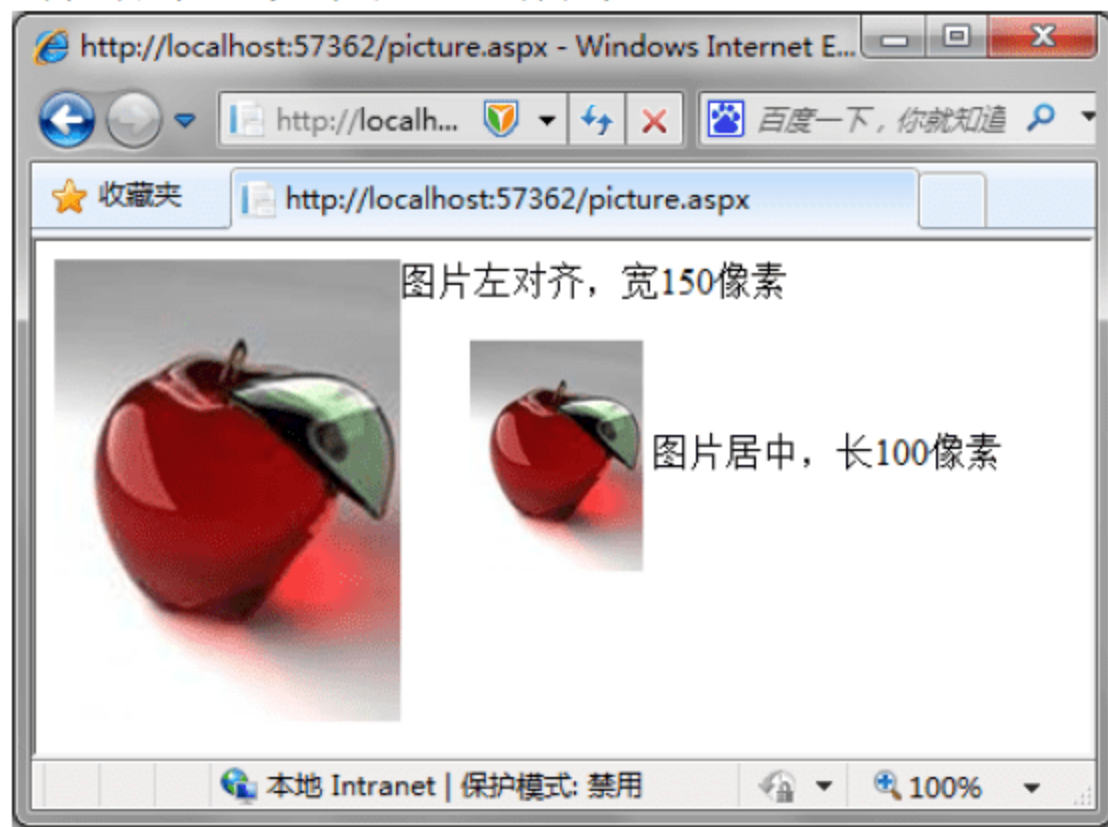 http://localhost:57362/picture.aspx - Windows Internet E...
http://localh...
百度一下，你就知道
收藏夹
http://localhost:57362/picture.aspx
图片左对齐，宽150像素
图片居中，长100像素
本地 Intranet | 保护模式: 禁用
100%